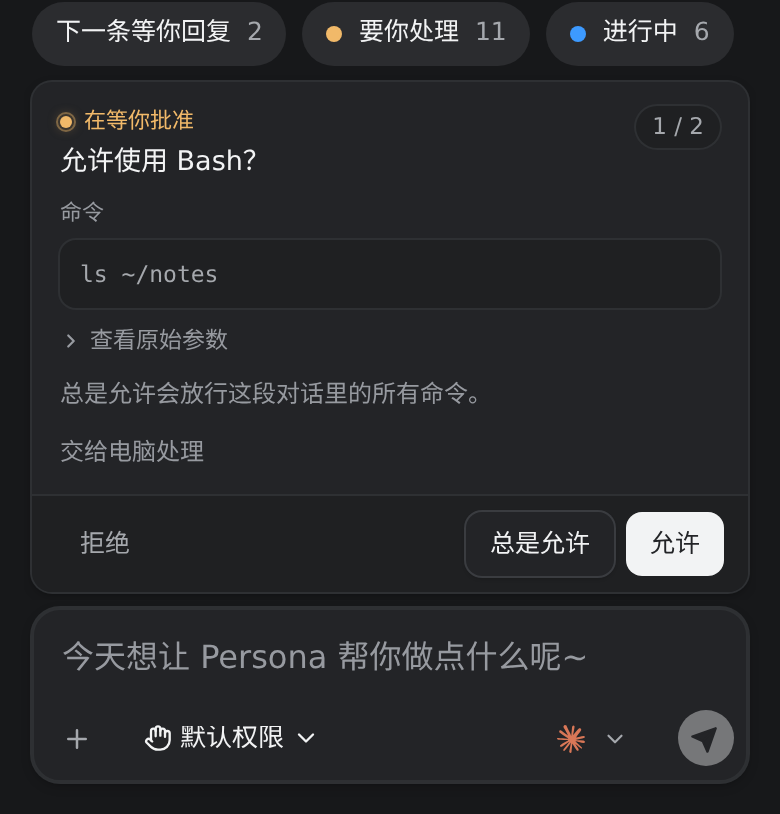 下一条等你回复 2
要你处理 11
进行中 6
在等你批准
1 / 2
允许使用 Bash?
命令
ls ~/notes
查看原始参数
总是允许会放行这段对话里的所有命令。
交给电脑处理
拒绝
总是允许
允许
今天想让 Persona 帮你做点什么呢~
默认权限